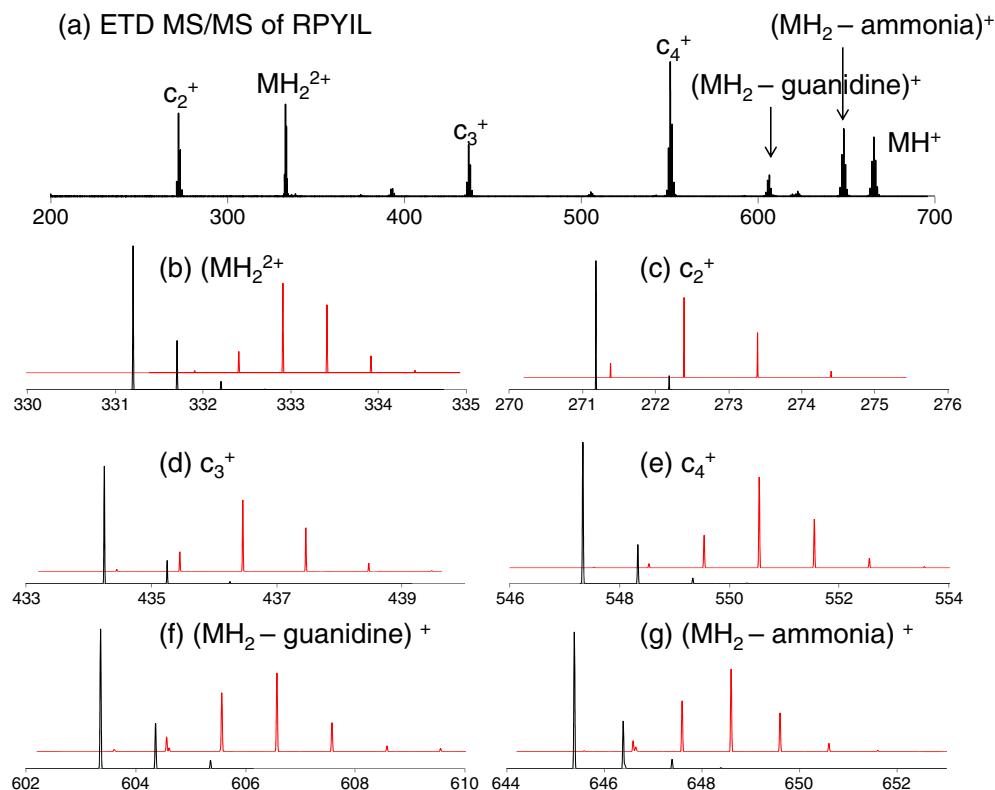 (a) ETD MS/MS of RPYIL
(MH₂ – ammonia)⁺
c₄⁺
(MH₂ – guanidine)⁺
MH₂²⁺
c₂⁺
c₃⁺
MH⁺
200 300 400 500 600 700
(b) (MH₂²⁺
(c) c₂⁺
330 331 332 333 334 335
270 271 272 273 274 275 276
(d) c₃⁺
(e) c₄⁺
433 435 437 439
546 548 550 552 554
(f) (MH₂ – guanidine) ⁺
(g) (MH₂ – ammonia) ⁺
602 604 606 608 610
644 646 648 650 652